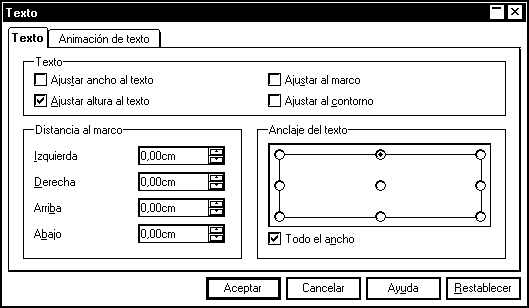 Texto
Texto Animación de texto
Texto
Ajustar ancho al texto Ajustar al marco
Ajustar altura al texto Ajustar al contorno
Distancia al marco Anclaje del texto
Izquierda 0,00cm
Derecha 0,00cm
Arriba 0,00cm
Abajo 0,00cm
Todo el ancho
Aceptar Cancelar Ayuda Restablecer